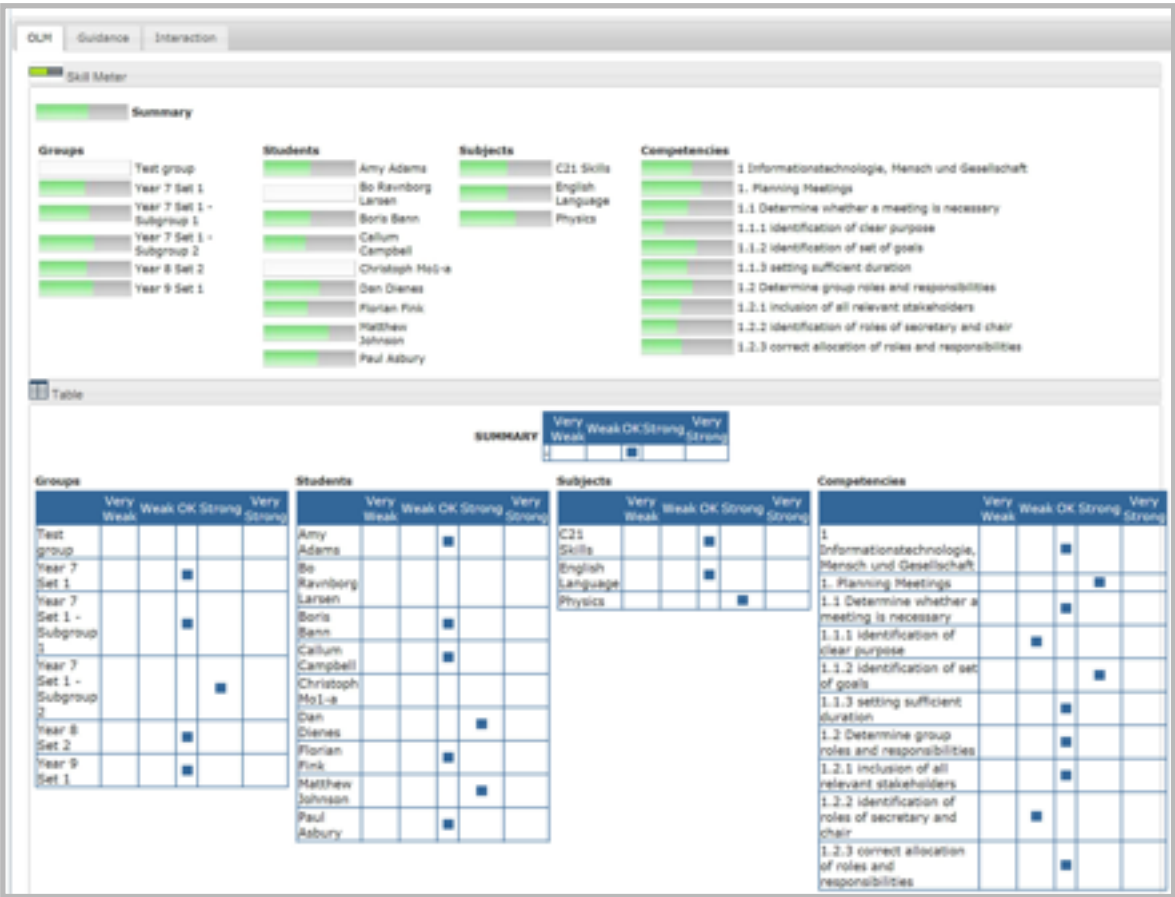 OLM Guidance Interaction
Skill Meter
Summary
Groups
Test group
Year 7 Set 1
Year 7 Set 1 -
Subgroup 1
Year 7 Set 1 -
Subgroup 2
Year 8 Set 2
Year 9 Set 1
Students
Amy Adams
Bo Ravnborg
Larsen
Boris Bann
Callum
Campbell
Christoph Mo1-a
Dan Dienes
Florian Fink
Matthew
Johnson
Paul Asbury
Subjects
C21 Skills
English
Language
Physics
Competencies
1 Informationstechnologie, Mensch und Gesellschaft
1. Planning Meetings
1.1 Determine whether a meeting is necessary
1.1.1 identification of clear purpose
1.1.2 identification of set of goals
1.1.3 setting sufficient duration
1.2 Determine group roles and responsibilities
1.2.1 inclusion of all relevant stakeholders
1.2.2 identification of roles of secretary and chair
1.2.3 correct allocation of roles and responsibilities
Table
SUMMARY
Very
Weak
Weak OK Strong
Very
Strong
Groups
Very
Weak
Weak OK Strong
Very
Strong
Test
group
Year 7
Set 1
Year 7
Set 1 -
Subgroup
1
Year 7
Set 1 -
Subgroup
2
Year 8
Set 2
Year 9
Set 1
Students
Very
Weak
Weak OK Strong
Very
Strong
Amy
Adams
Bo
Ravnborg
Larsen
Boris
Bann
Callum
Campbell
Christoph
Mo1-a
Dan
Dienes
Florian
Fink
Matthew
Johnson
Paul
Asbury
Subjects
Very
Weak
Weak OK Strong
Very
Strong
C21
Skills
English
Language
Physics
Competencies
Very
Weak
Weak OK Strong
Very
Strong
1
Informationstechnologie,
Mensch und Gesellschaft
1. Planning Meetings
1.1 Determine whether a
meeting is necessary
1.1.1 identification of
clear purpose
1.1.2 identification of set
of goals
1.1.3 setting sufficient
duration
1.2 Determine group
roles and responsibilities
1.2.1 inclusion of all
relevant stakeholders
1.2.2 identification of
roles of secretary and
chair
1.2.3 correct allocation
of roles and
responsibilities